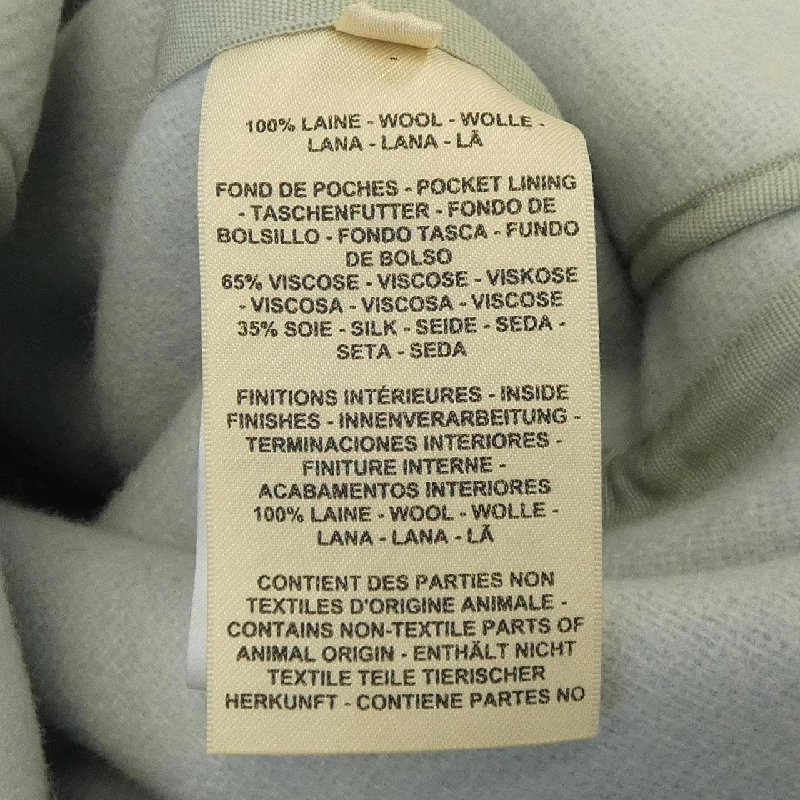 100% LAINE - WOOL - WOLLE -
LANA - LANA - LÃ
FOND DE POCHES - POCKET LINING
- TASCHENFUTTER - FONDO DE
BOLSILLO - FONDO TASCA - FUNDO
DE BOLSO
65% VISCOSE - VISCOSE - VISKOSE
- VISCOSA - VISCOSA - VISCOSE
35% SOIE - SILK - SEIDE - SEDA -
SETA - SEDA
FINITIONS INTÉRIEURES - INSIDE
FINISHES - INNENVERARBEITUNG -
TERMINACIONES INTERIORES -
FINITURE INTERNE -
ACABAMENTOS INTERIORES
100% LAINE - WOOL - WOLLE -
LANA - LANA - LÃ
CONTIENT DES PARTIES NON
TEXTILES D'ORIGINE ANIMALE -
CONTAINS NON-TEXTILE PARTS OF
ANIMAL ORIGIN - ENTHÄLT NICHT
TEXTILE TEILE TIERISCHER
HERKUNFT - CONTIENE PARTES NO